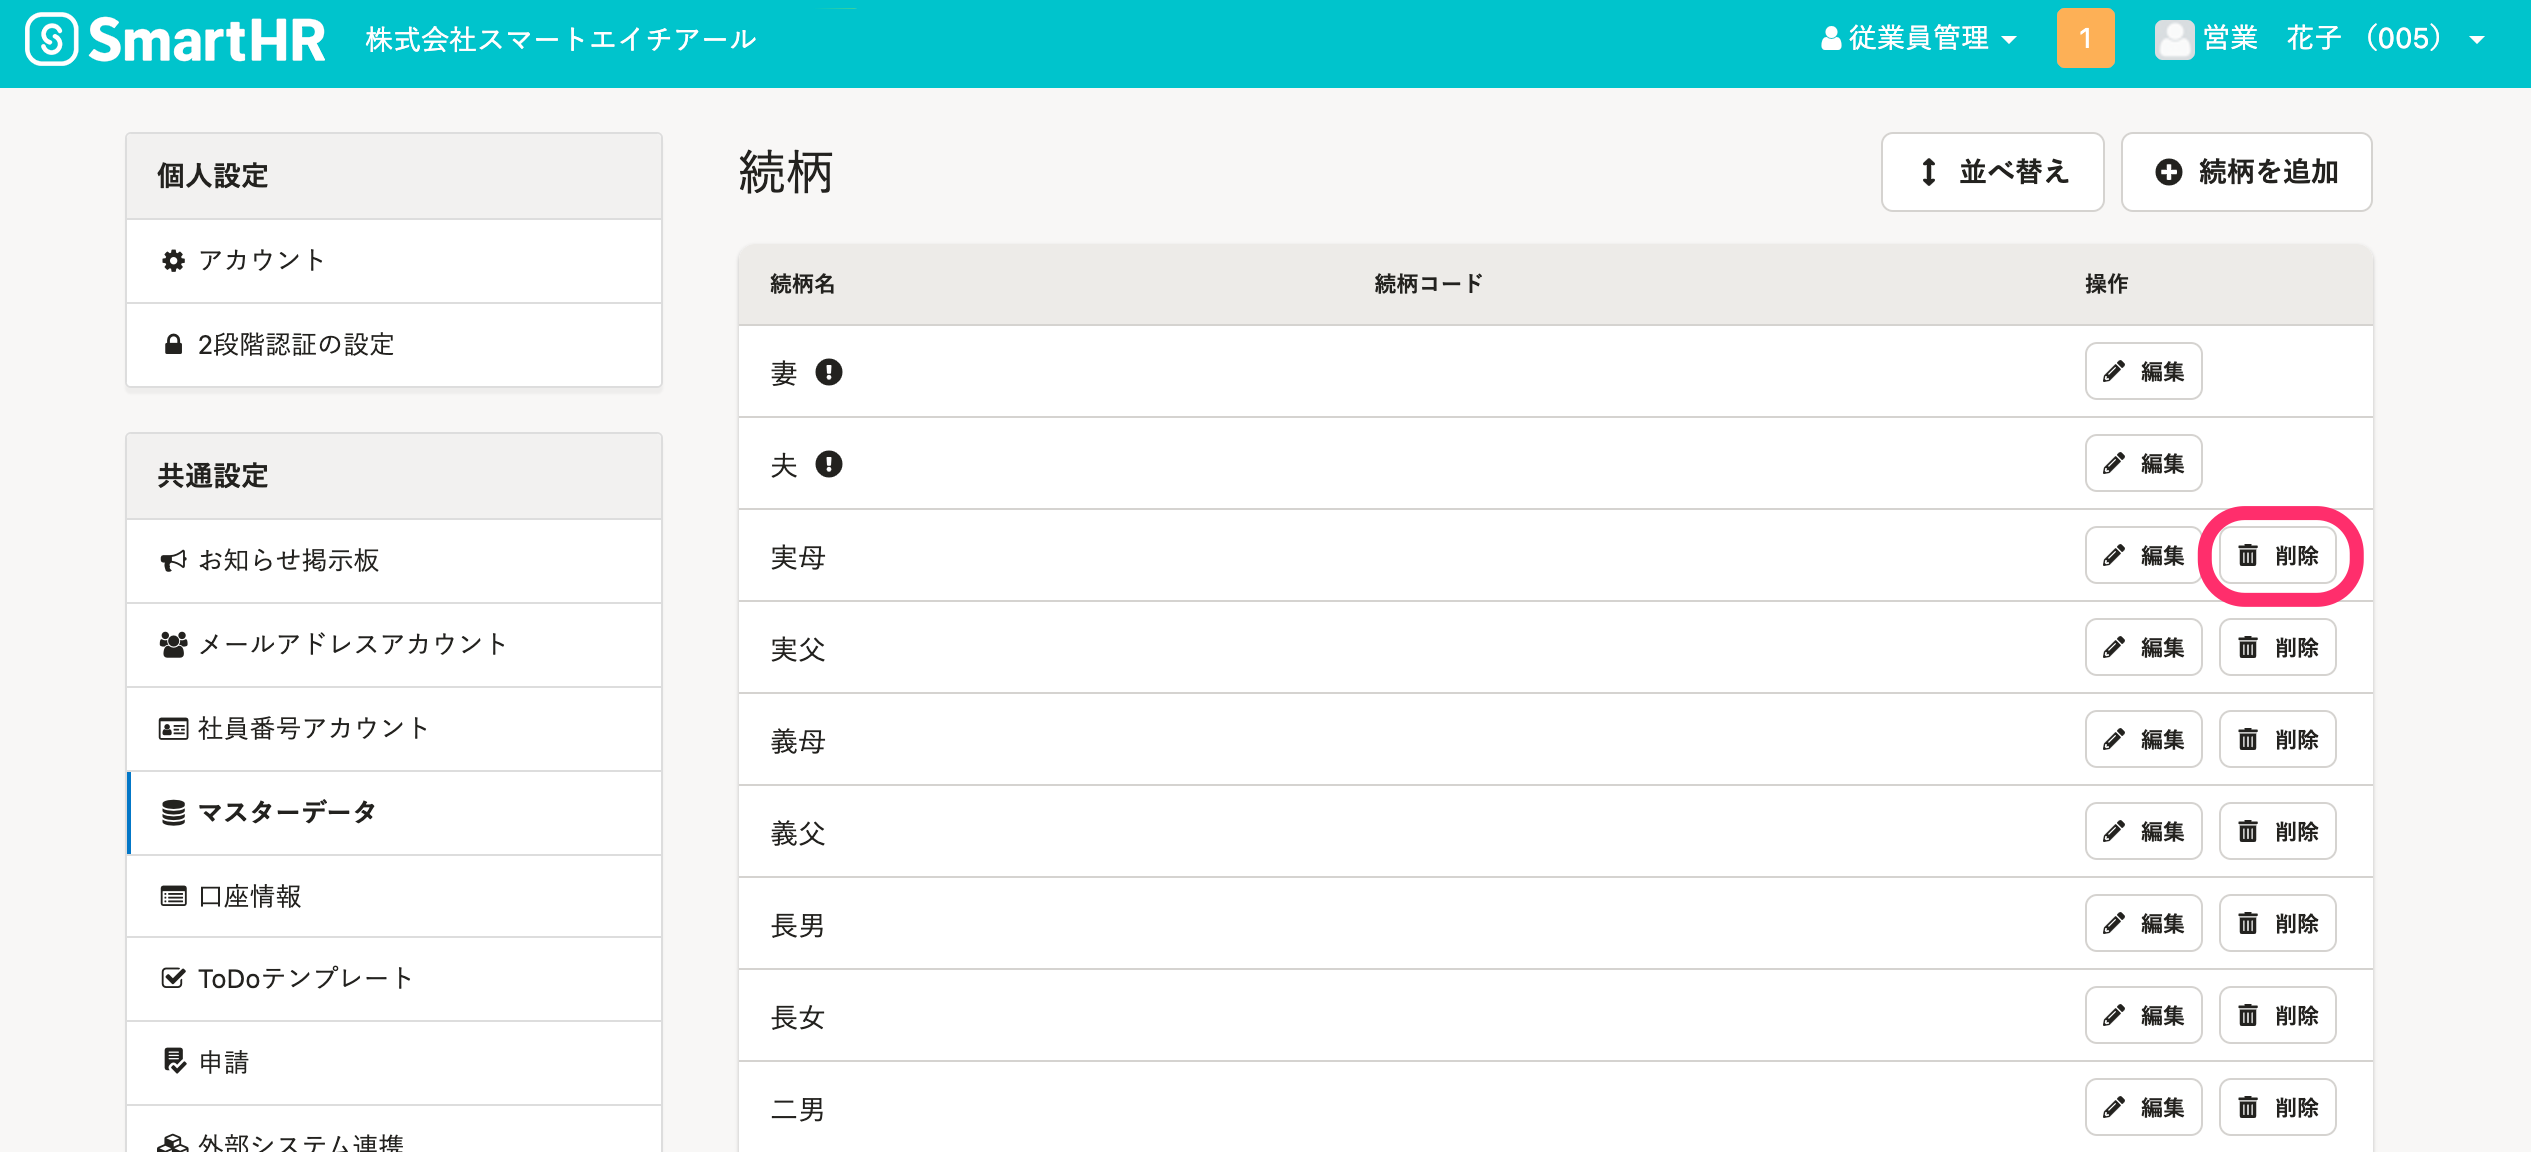 SmartHR 株式会社スマートエイチアール 従業員管理 1 営業 花子 (005)
個人設定
アカウント
2段階認証の設定
共通設定
お知らせ掲示板
メールアドレスアカウント
社員番号アカウント
マスターデータ
口座情報
ToDoテンプレート
申請
外部システム連携
続柄 並べ替え 続柄を追加
続柄名 続柄コード 操作
妻 編集
夫 編集
実母 編集 削除
実父 編集 削除
義母 編集 削除
義父 編集 削除
長男 編集 削除
長女 編集 削除
二男 編集 削除